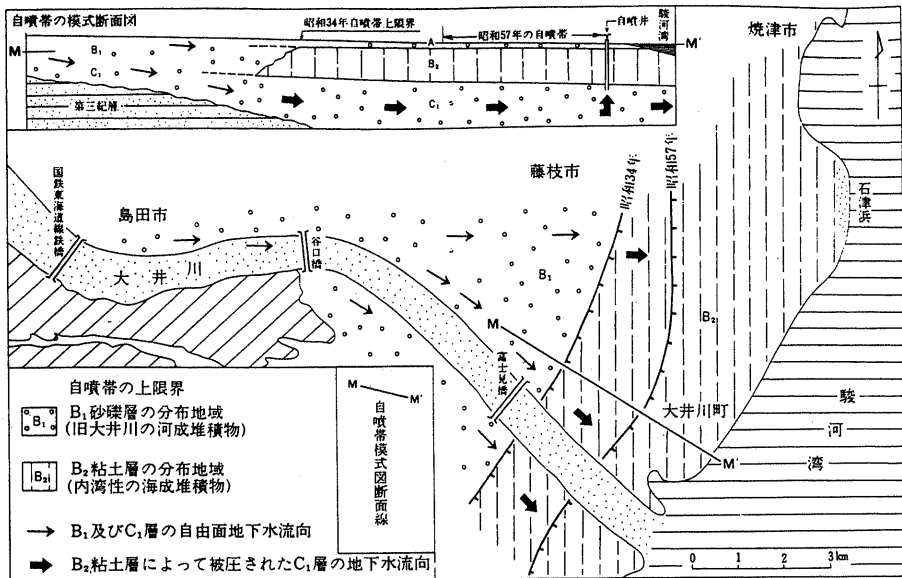 自噴帯の模式断面図
昭和34年自噴帯上限界
昭和57年の自噴帯
自噴井
駿河湾
M
B₁
C₁
A
B₂
M′
第三紀層
C₁
焼津市
藤枝市
島田市
国鉄東海道線鉄橋
大井川
谷口橋
昭和34年
昭和57年
石津浜
B₁
B₂
M
富士見橋
大井川町
M′
駿河湾
自噴帯の上限界
B₁ B₁砂礫層の分布地域
(旧大井川の河成堆積物)
B₂ B₂粘土層の分布地域
(内湾性の海成堆積物)
B₁及びC₁層の自由面地下水流向
B₂粘土層によって被圧されたC₁層の地下水流向
M
M′
自噴帯模式図断面線
0 1 2 3km